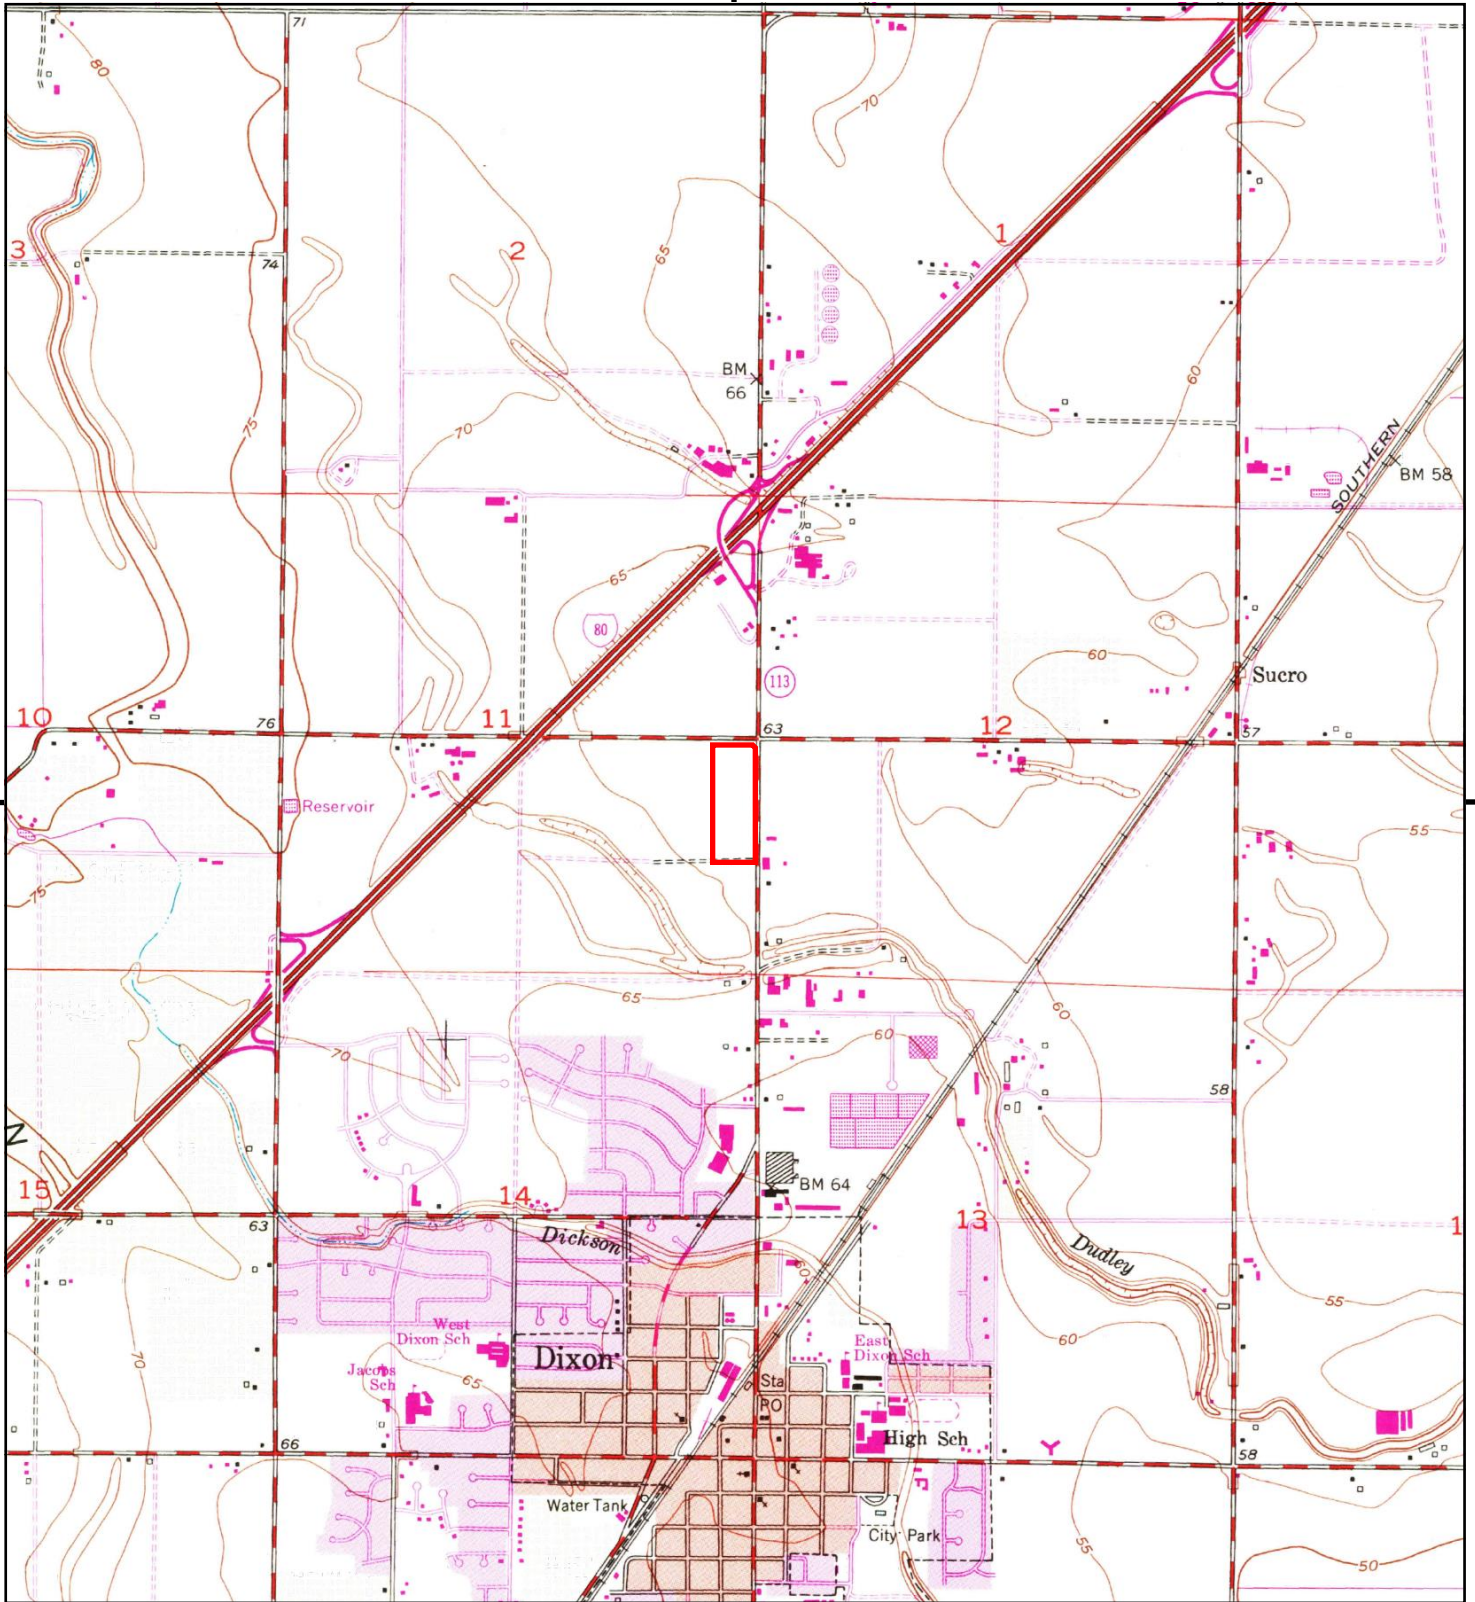 71
80
70
3
74
2
65
1
BM
66
60
75
70
SOUTHERN
BM 58
65
80
60
Sucro
113
10
76
11
63
12
57
Reservoir
55
75
65
60
60
70
58
N
BM 64
15
63
14
13
1
Dickson
Dudley
60
55
West
Dixon Sch
East
Dixon Sch
60
70
Dixon
Jacobs
Sch
65
Sta
PO
High Sch
66
58
Water Tank
City Park
55
50